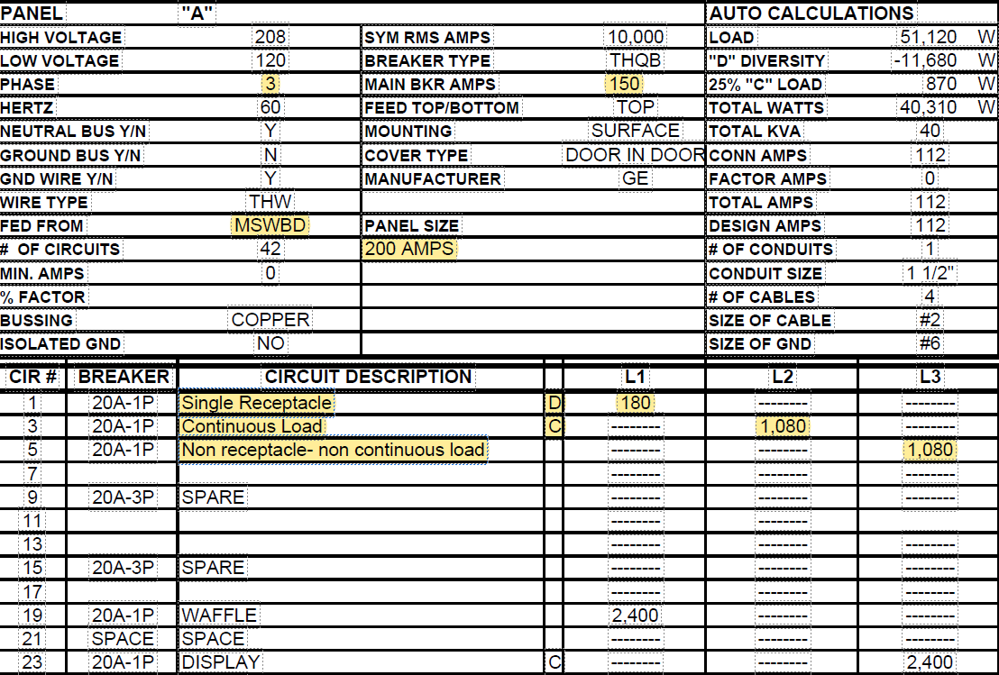 PANEL "A" AUTO CALCULATIONS
HIGH VOLTAGE 208 SYM RMS AMPS 10,000 LOAD 51,120 W
LOW VOLTAGE 120 BREAKER TYPE THQB "D" DIVERSITY -11,680 W
PHASE 3 MAIN BKR AMPS 150 25% "C" LOAD 870 W
HERTZ 60 FEED TOP/BOTTOM TOP TOTAL WATTS 40,310 W
NEUTRAL BUS Y/N Y MOUNTING SURFACE TOTAL KVA 40
GROUND BUS Y/N N COVER TYPE DOOR IN DOOR CONN AMPS 112
GND WIRE Y/N Y MANUFACTURER GE FACTOR AMPS 0
WIRE TYPE THW TOTAL AMPS 112
FED FROM MSWBD PANEL SIZE DESIGN AMPS 112
# OF CIRCUITS 42 200 AMPS # OF CONDUITS 1
MIN. AMPS 0 CONDUIT SIZE 1 1/2"
% FACTOR # OF CABLES 4
BUSSING COPPER SIZE OF CABLE #2
ISOLATED GND NO SIZE OF GND #6
CIR # BREAKER CIRCUIT DESCRIPTION L1 L2 L3
1 20A-1P Single Receptacle D 180 -------- --------
3 20A-1P Continuous Load C -------- 1,080 --------
5 20A-1P Non receptacle- non continuous load -------- -------- 1,080
7 -------- -------- --------
9 20A-3P SPARE -------- -------- --------
11 -------- --------
13 -------- -------- --------
15 20A-3P SPARE -------- -------- --------
17 -------- -------- --------
19 20A-1P WAFFLE 2,400 -------- --------
21 SPACE SPACE -------- -------- --------
23 20A-1P DISPLAY C -------- -------- 2,400